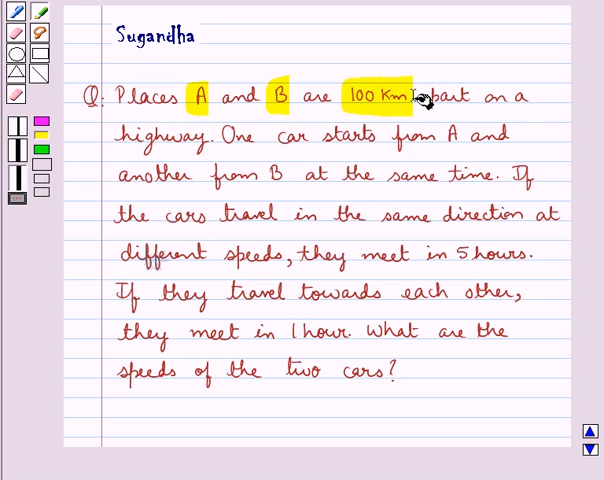 Sugandha
Q: Places A and B are 100 Km apart on a
highway. One car starts from A and
another from B at the same time. If
the cars travel in the same direction at
different speeds, they meet in 5 hours.
If they travel towards each other,
they meet in 1 hour. What are the
speeds of the two cars?